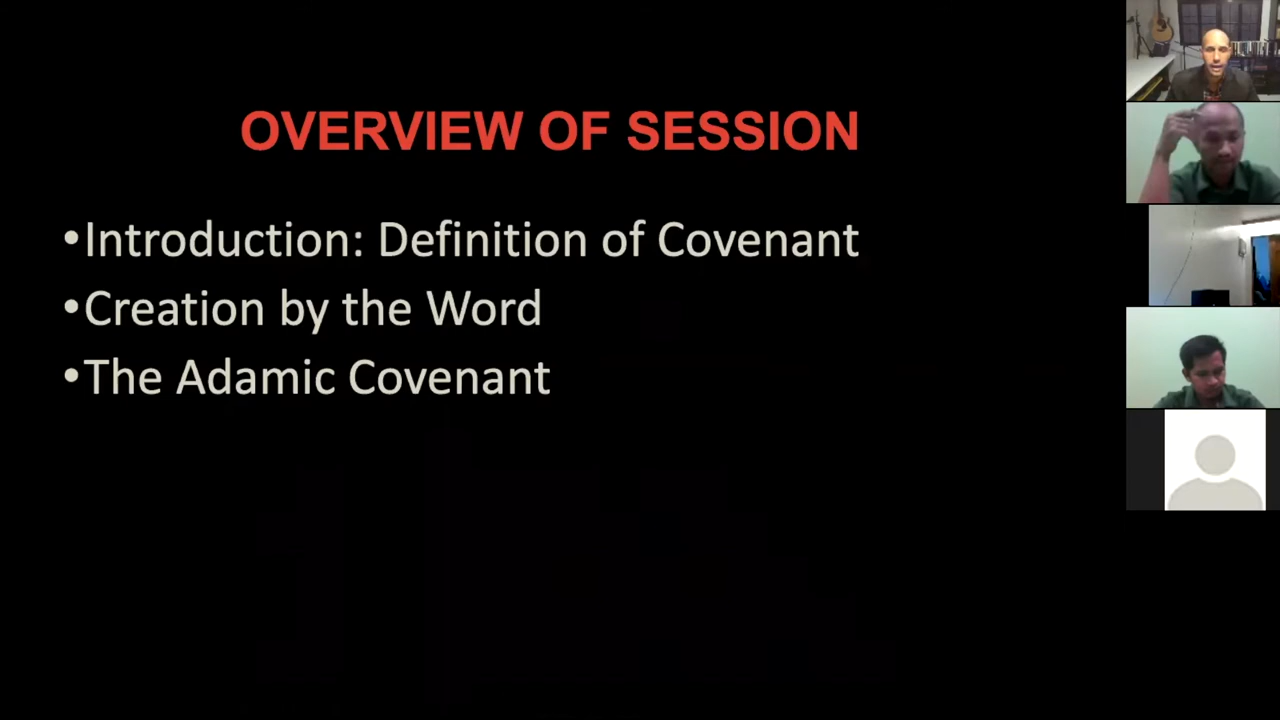 OVERVIEW OF SESSION
•Introduction: Definition of Covenant
•Creation by the Word
•The Adamic Covenant